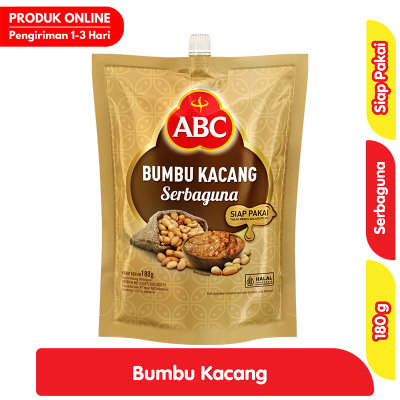 PRODUK ONLINE
Pengiriman 1-3 Hari
ABC
BUMBU KACANG
Serbaguna
SIAP PAKAI
180g
HALAL
Siap Pakai
Serbaguna
180 g
Bumbu Kacang